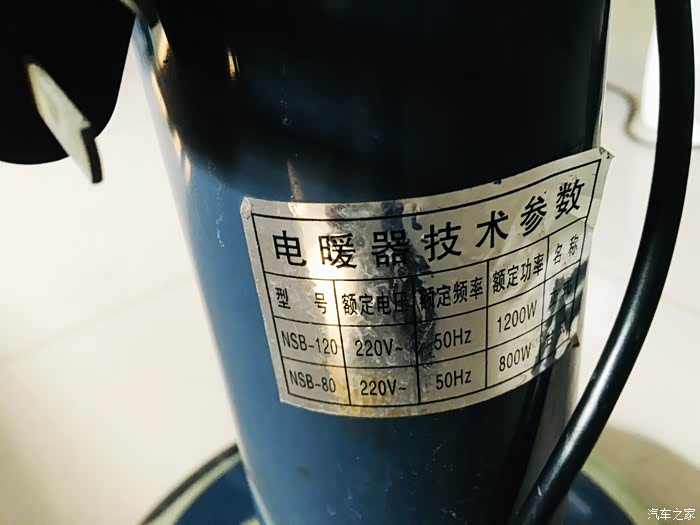 电暖器技术参数
型 号 额定电压 额定频率 额定功率 名 称
NSB-120 220V~ 50Hz 1200W
NSB-80 220V~ 50Hz 800W
汽车之家